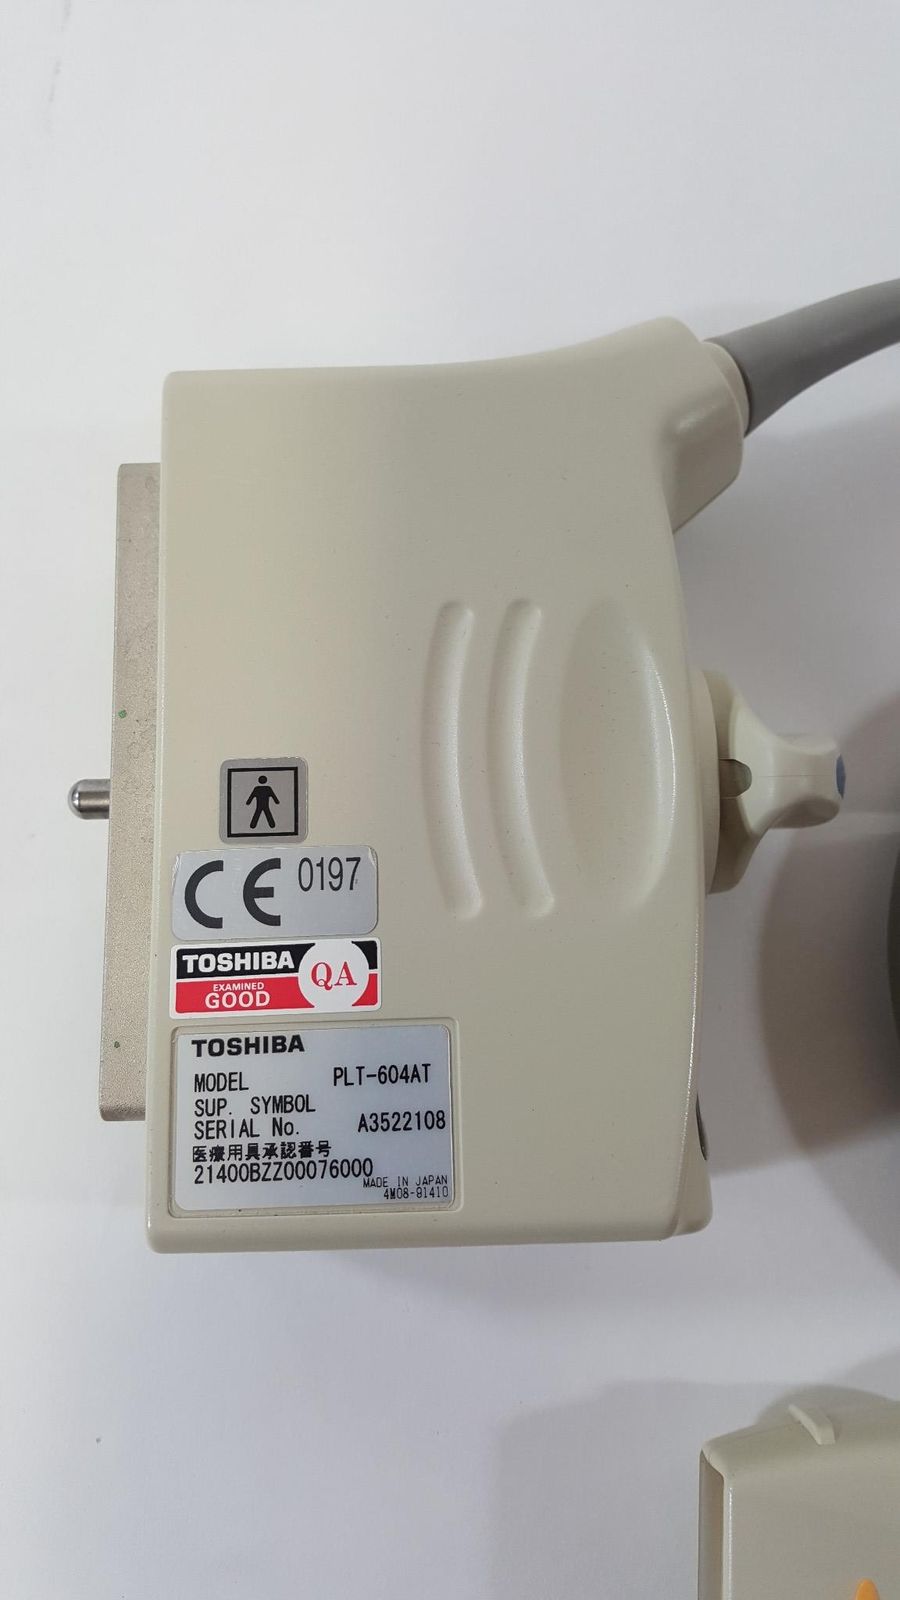 CE 0197
TOSHIBA
EXAMINED
GOOD
QA
TOSHIBA
MODEL PLT-604AT
SUP. SYMBOL
SERIAL No. A3522108
医療用具承認番号
21400BZZ00076000
MADE IN JAPAN
4M08-91410